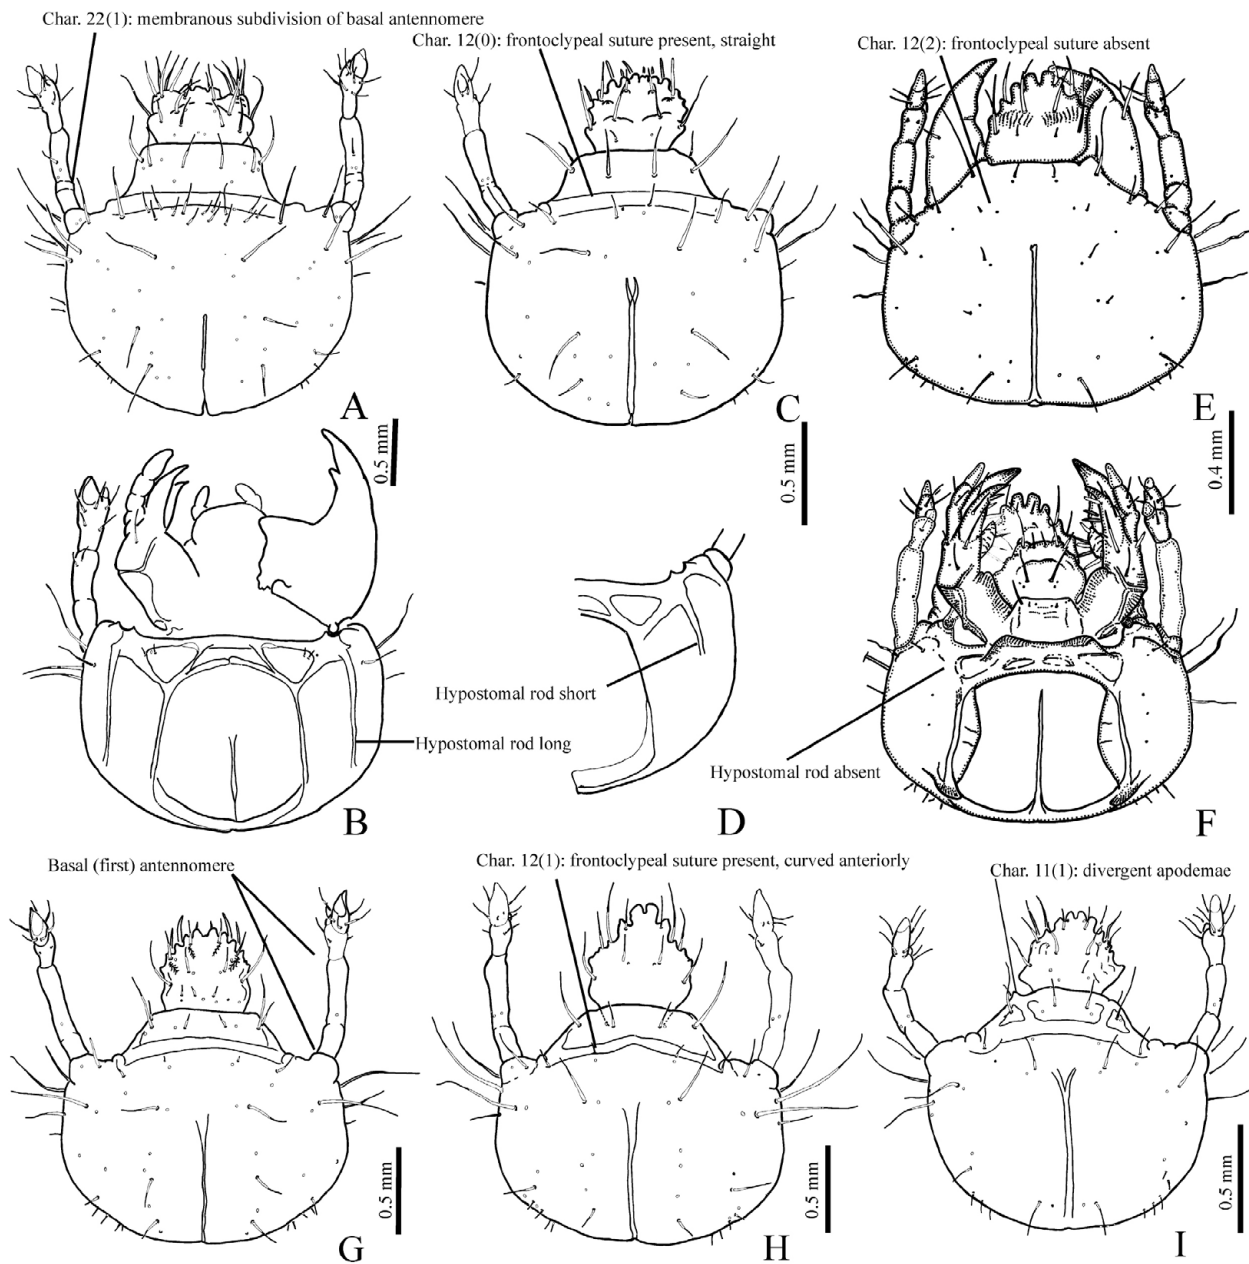 Char. 22(1): membranous subdivision of basal antennomere
Char. 12(0): frontoclypeal suture present, straight
Char. 12(2): frontoclypeal suture absent
A
C
E
0.5 mm
0.5 mm
0.4 mm
Hypostomal rod short
Hypostomal rod long
Hypostomal rod absent
B
D
F
Basal (first) antennomere
Char. 12(1): frontoclypeal suture present, curved anteriorly
Char. 11(1): divergent apodemae
0.5 mm
0.5 mm
0.5 mm
G
H
I